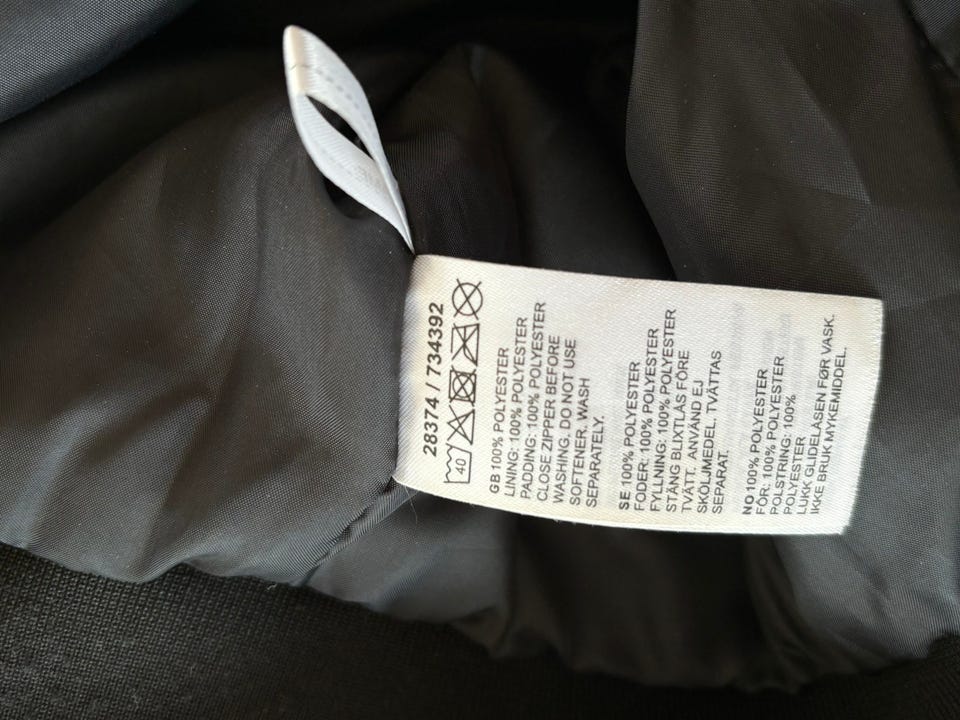 28374 / 734392
40
GB 100% POLYESTER
LINING: 100% POLYESTER
PADDING: 100% POLYESTER
CLOSE ZIPPER BEFORE
WASHING. DO NOT USE
SOFTENER. WASH
SEPARATELY.
SE 100% POLYESTER
FODER: 100% POLYESTER
FYLLNING: 100% POLYESTER
STÄNG BLIXTLÅS FÖRE
TVÄTT. ANVÄND EJ
SKÖLJMEDEL. TVÄTTAS
SEPARAT.
NO 100% POLYESTER
FÔR: 100% POLYESTER
POLSTRING: 100%
POLYESTER
LUKK GLIDELÅSEN FØR VASK.
IKKE BRUK MYKEMIDDEL.